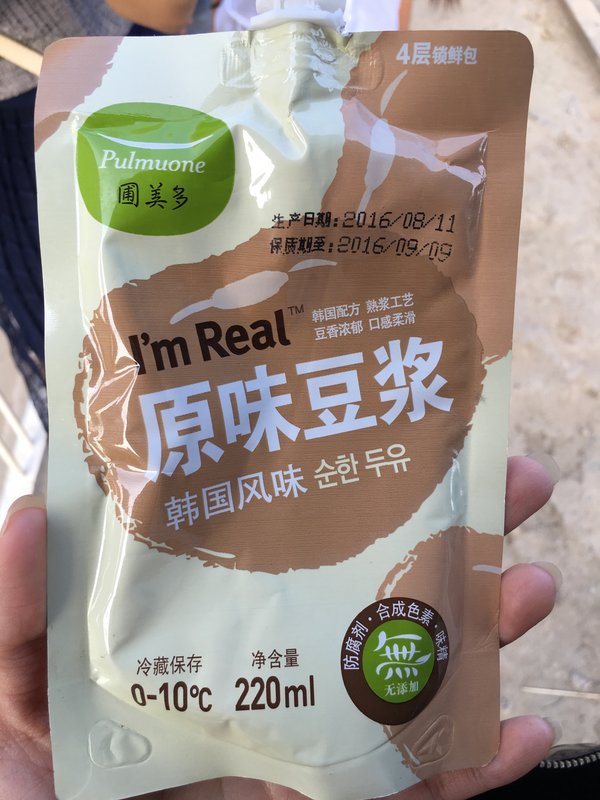 4层锁鲜包
Pulmuone
圃美多
生产日期:2016/08/11
保质期至:2016/09/09
I'm Real™
韩国配方 熟浆工艺
豆香浓郁 口感柔滑
原味豆浆
韩国风味 순한 두유
防腐剂·合成色素·味精
無
无添加
冷藏保存
0-10℃
净含量
220ml